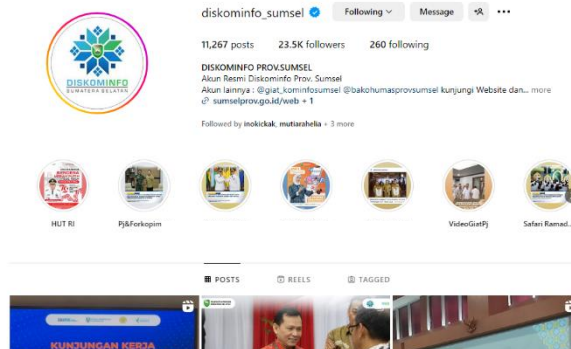 diskominfo_sumsel Following Message
11,267 posts 23.5K followers 260 following
DISKOMINFO PROV.SUMSEL
Akun Resmi Diskominfo Prov. Sumsel
Akun lainnya : @giat_kominfosumsel @bakohumasprovsumsel kunjungi Website dan... more
sumselprov.go.id/web + 1
Followed by inokickak, mutiarahelia + 3 more
DISKOMINFO
SUMATERA SELATAN
HUT RI
Pj&Forkopim
VideoGiatPj
Safari Ramad...
POSTS REELS TAGGED
KUNJUNGAN KERJA